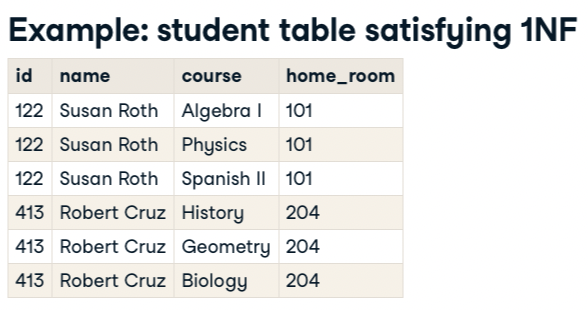 Example: student table satisfying 1NF
id name course home_room
122 Susan Roth Algebra I 101
122 Susan Roth Physics 101
122 Susan Roth Spanish II 101
413 Robert Cruz History 204
413 Robert Cruz Geometry 204
413 Robert Cruz Biology 204